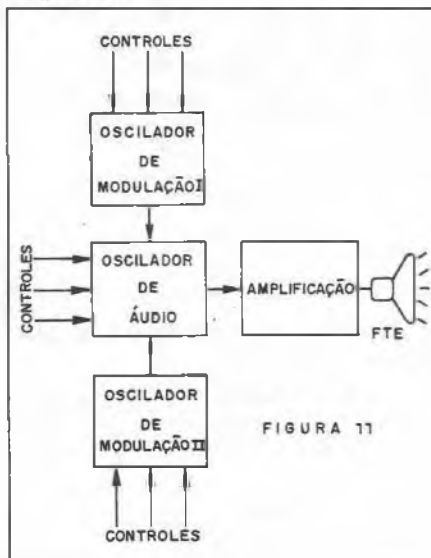 CONTROLES
OSCILADOR
DE
MODULAÇÃO I
CONTROLES
OSCILADOR
DE
ÁUDIO
AMPLIFICAÇÃO
FTE
OSCILADOR
DE
MODULAÇÃO II
FIGURA 11
CONTROLES